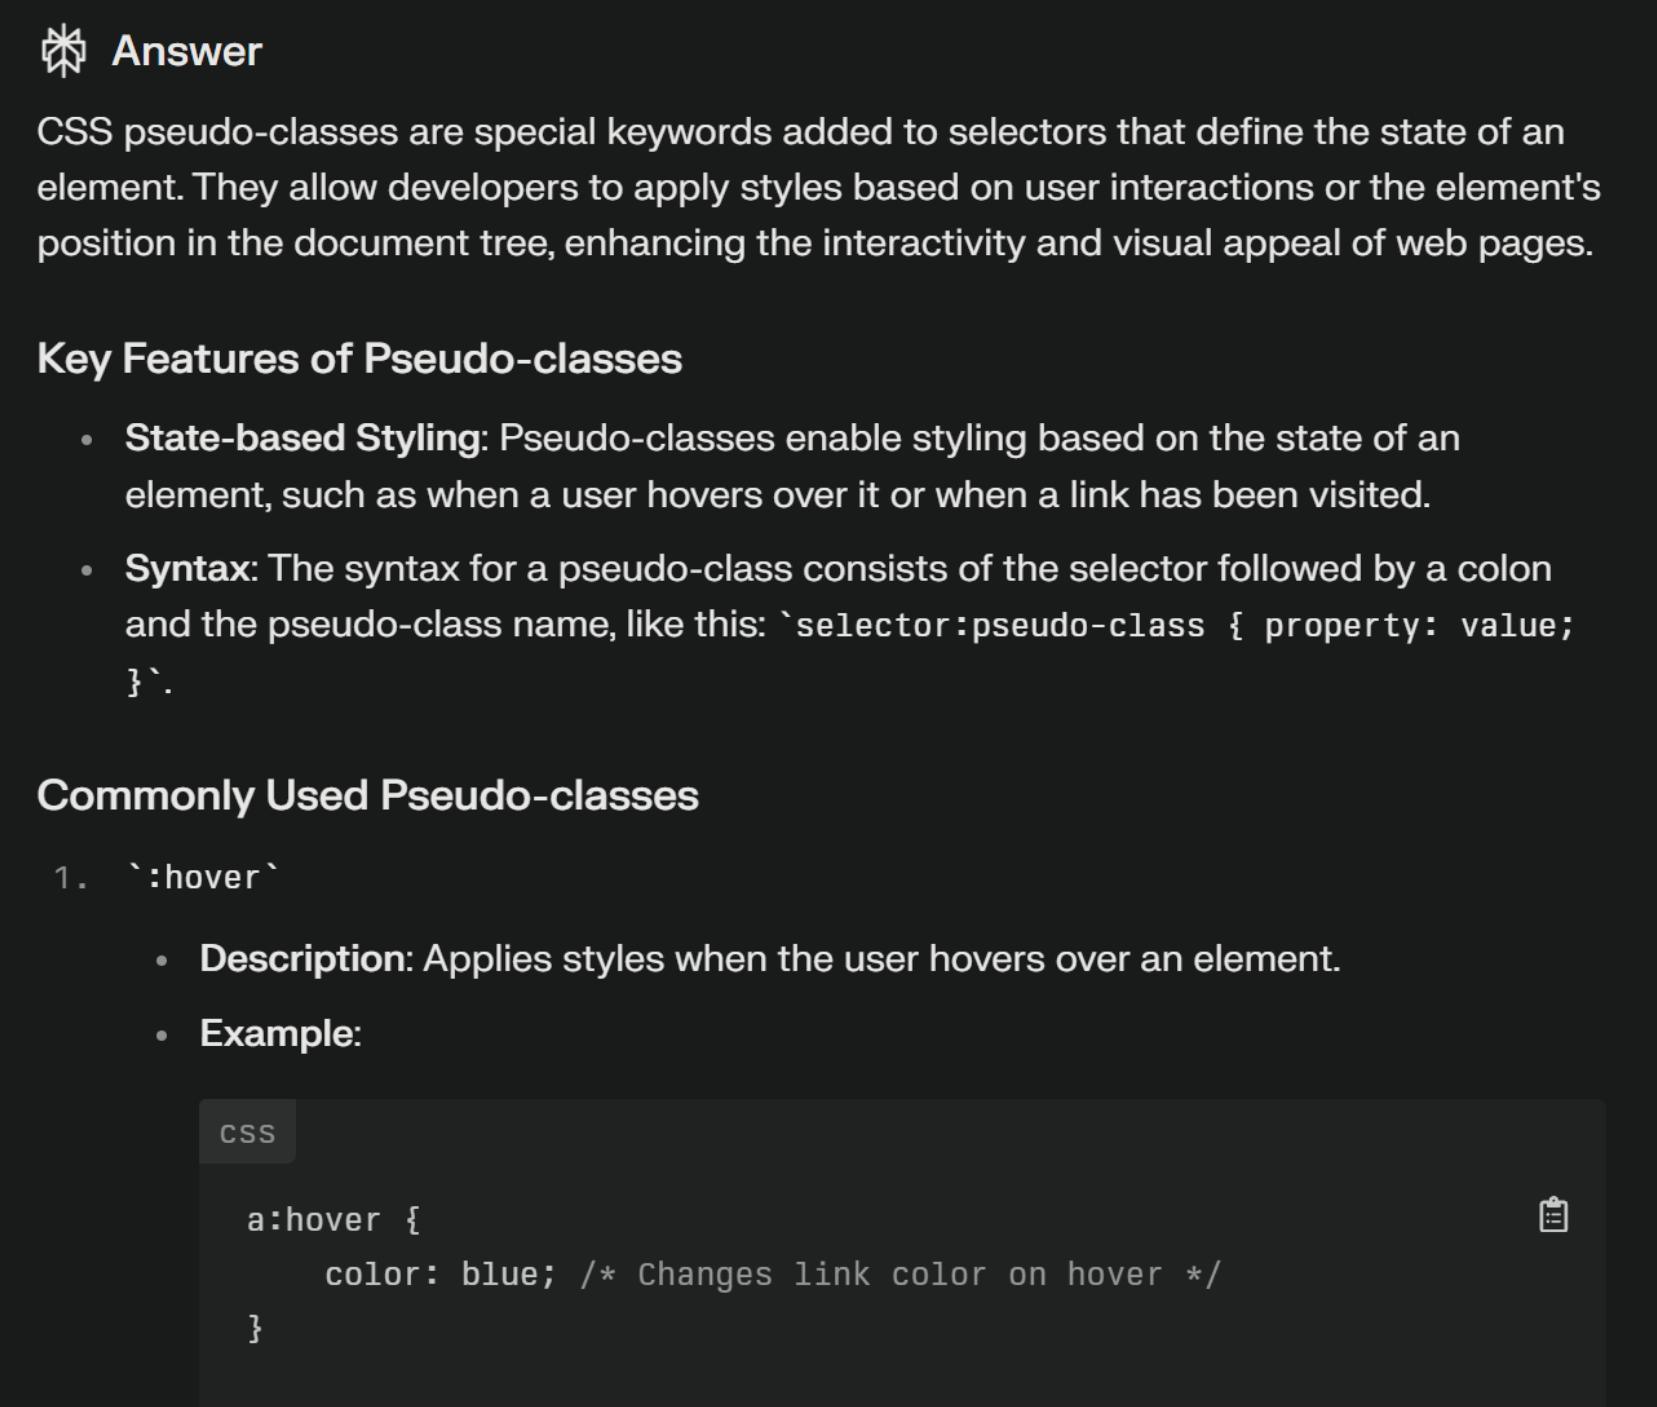 Answer
CSS pseudo-classes are special keywords added to selectors that define the state of an
element. They allow developers to apply styles based on user interactions or the element's
position in the document tree, enhancing the interactivity and visual appeal of web pages.
Key Features of Pseudo-classes
• State-based Styling: Pseudo-classes enable styling based on the state of an
element, such as when a user hovers over it or when a link has been visited.
• Syntax: The syntax for a pseudo-class consists of the selector followed by a colon
and the pseudo-class name, like this: `selector:pseudo-class { property: value;
}`.
Commonly Used Pseudo-classes
1. `:hover`
• Description: Applies styles when the user hovers over an element.
• Example:
css
a:hover {
    color: blue; /* Changes link color on hover */
}